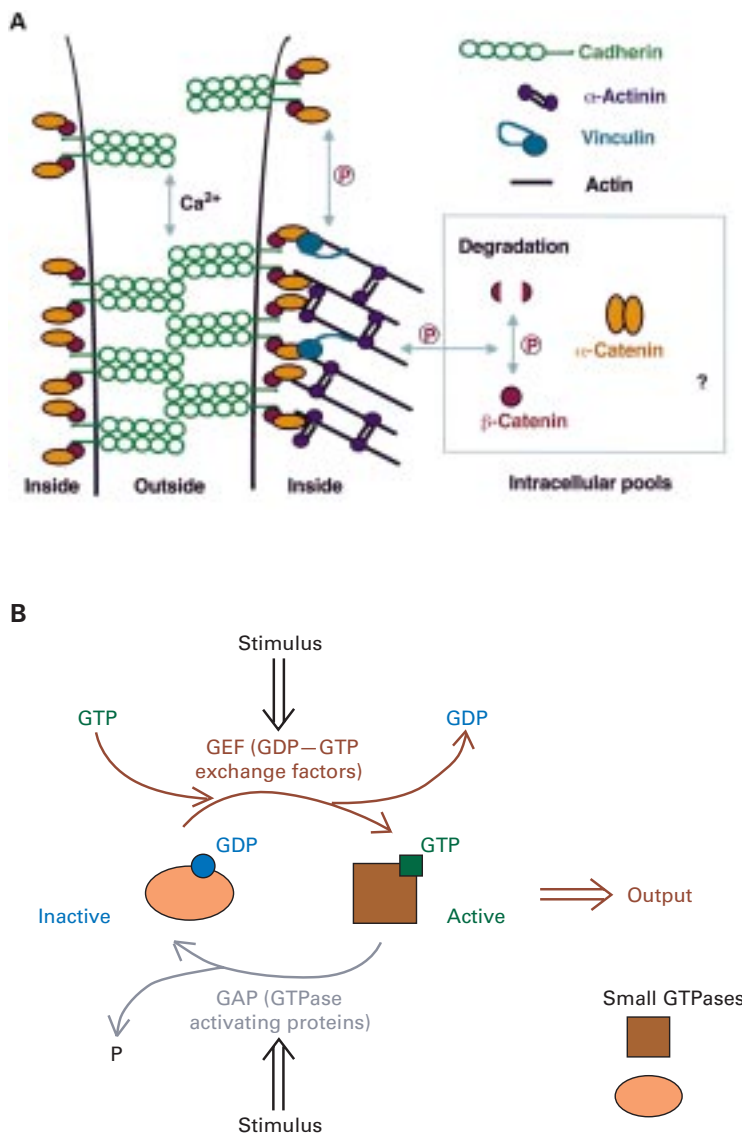 A
Cadherin
α-Actinin
Vinculin
Actin
Ca2+
P
P
Degradation
P
α-Catenin
?
β-Catenin
Inside
Outside
Inside
Intracellular pools
B
Stimulus
GTP
GDP
GEF (GDP—GTP
exchange factors)
GDP
GTP
Inactive
Active
Output
GAP (GTPase
activating proteins)
P
Small GTPases
Stimulus